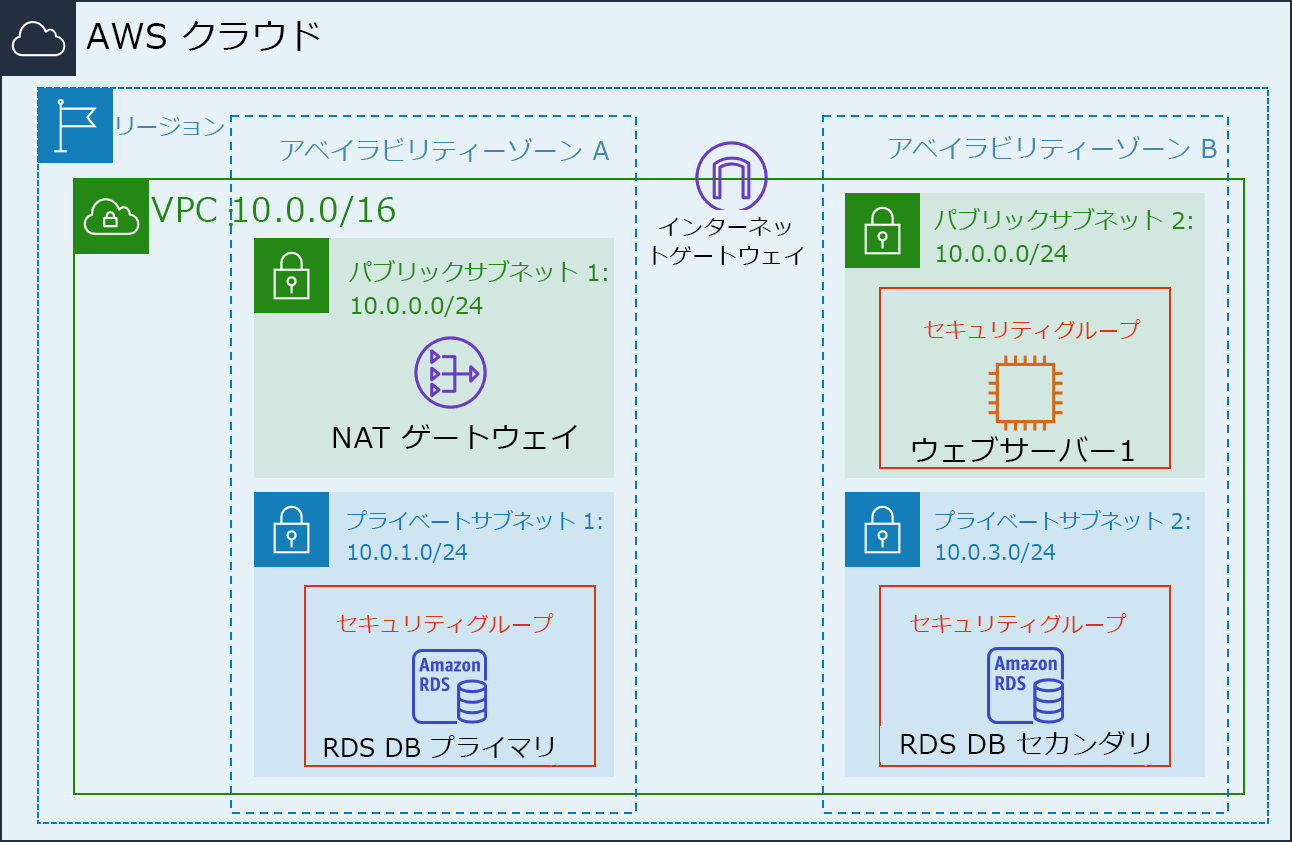 AWS クラウド
リージョン
アベイラビリティーゾーン A
アベイラビリティーゾーン B
VPC 10.0.0/16
インターネッ
トゲートウェイ
パブリックサブネット 1:
10.0.0.0/24
NAT ゲートウェイ
パブリックサブネット 2:
10.0.0.0/24
セキュリティグループ
ウェブサーバー1
プライベートサブネット 1:
10.0.1.0/24
セキュリティグループ
Amazon
RDS
RDS DB プライマリ
プライベートサブネット 2:
10.0.3.0/24
セキュリティグループ
Amazon
RDS
RDS DB セカンダリ